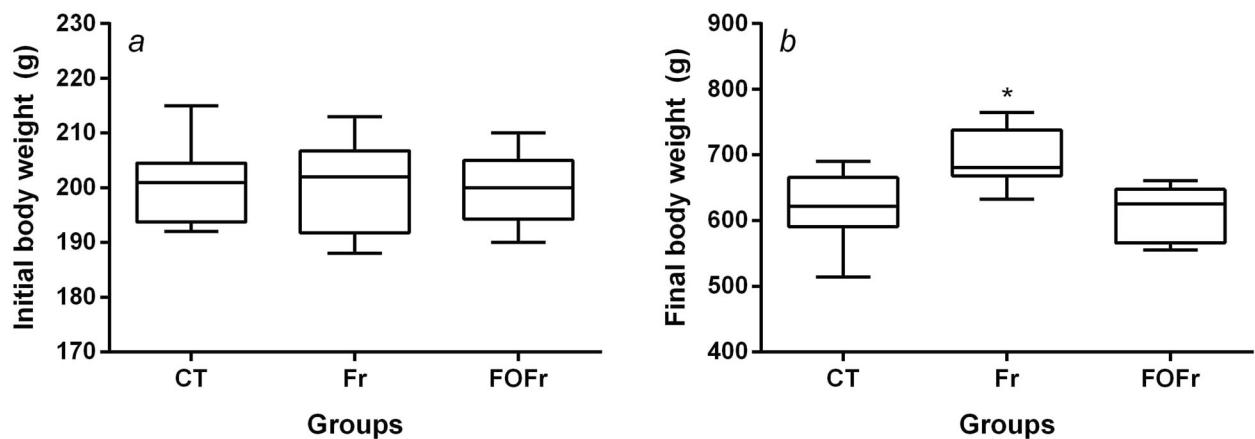 a
Initial body weight (g)
230
220
210
200
190
180
170
CT Fr FOFr
Groups
b
Final body weight (g)
900
800
700
600
500
400
*
CT Fr FOFr
Groups